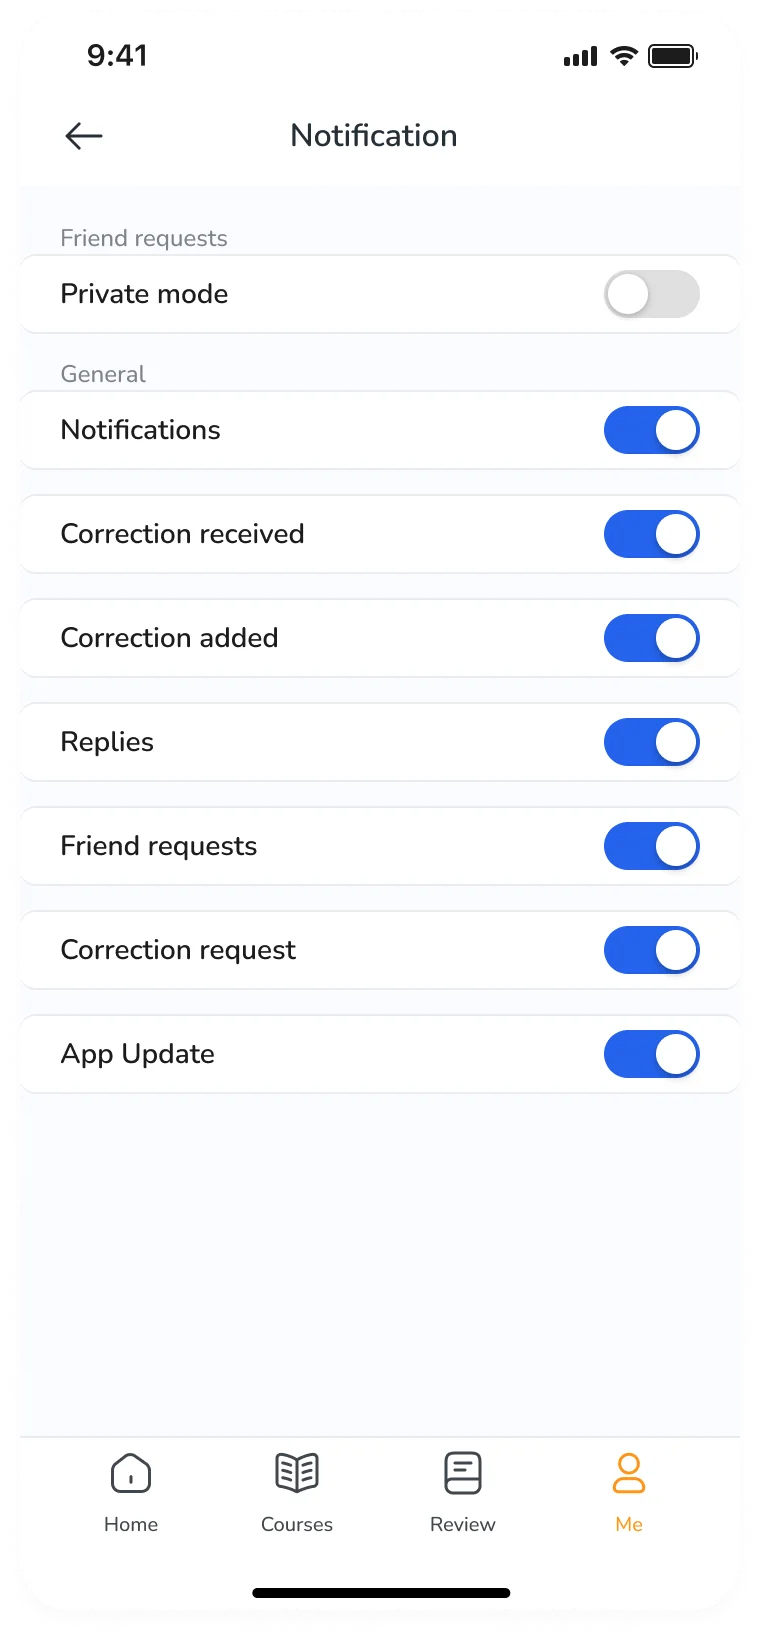 9:41
Notification
Friend requests
Private mode
General
Notifications
Correction received
Correction added
Replies
Friend requests
Correction request
App Update
Home Courses Review Me